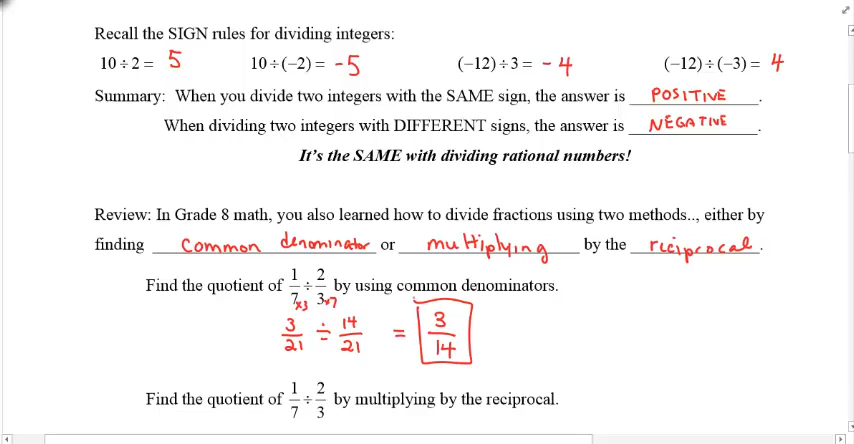 Recall the SIGN rules for dividing integers:
10 ÷ 2 = 5 10 ÷ (−2) = -5 (−12) ÷ 3 = -4 (−12) ÷ (−3) = 4
Summary: When you divide two integers with the SAME sign, the answer is POSITIVE.
When dividing two integers with DIFFERENT signs, the answer is NEGATIVE.
It's the SAME with dividing rational numbers!
Review: In Grade 8 math, you also learned how to divide fractions using two methods.., either by
finding common denominator or multiplying by the reciprocal.
Find the quotient of 1/7 ÷ 2/3 by using common denominators.
x3 x7
3/21 ÷ 14/21 = 3/14
Find the quotient of 1/7 ÷ 2/3 by multiplying by the reciprocal.